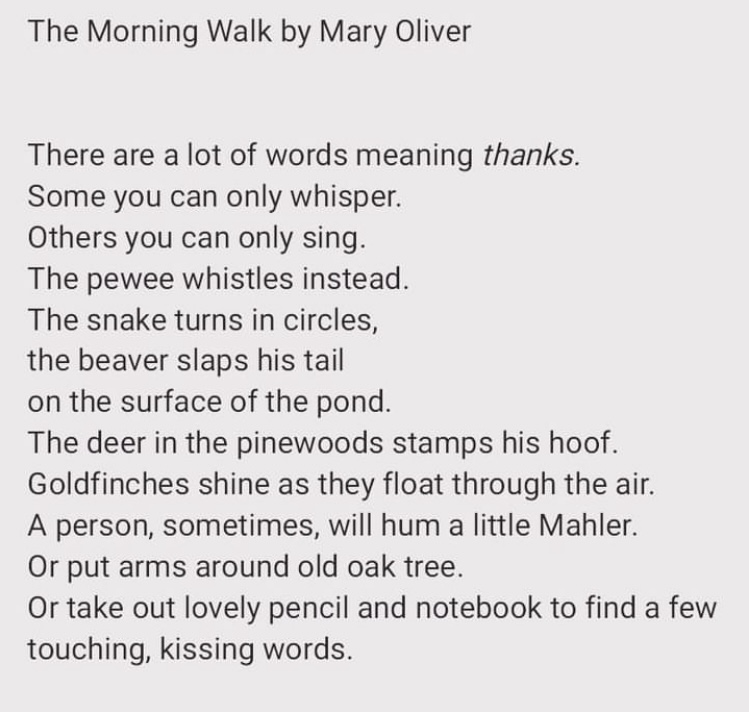 The Morning Walk by Mary Oliver
There are a lot of words meaning thanks.
Some you can only whisper.
Others you can only sing.
The pewee whistles instead.
The snake turns in circles,
the beaver slaps his tail
on the surface of the pond.
The deer in the pinewoods stamps his hoof.
Goldfinches shine as they float through the air.
A person, sometimes, will hum a little Mahler.
Or put arms around old oak tree.
Or take out lovely pencil and notebook to find a few
touching, kissing words.